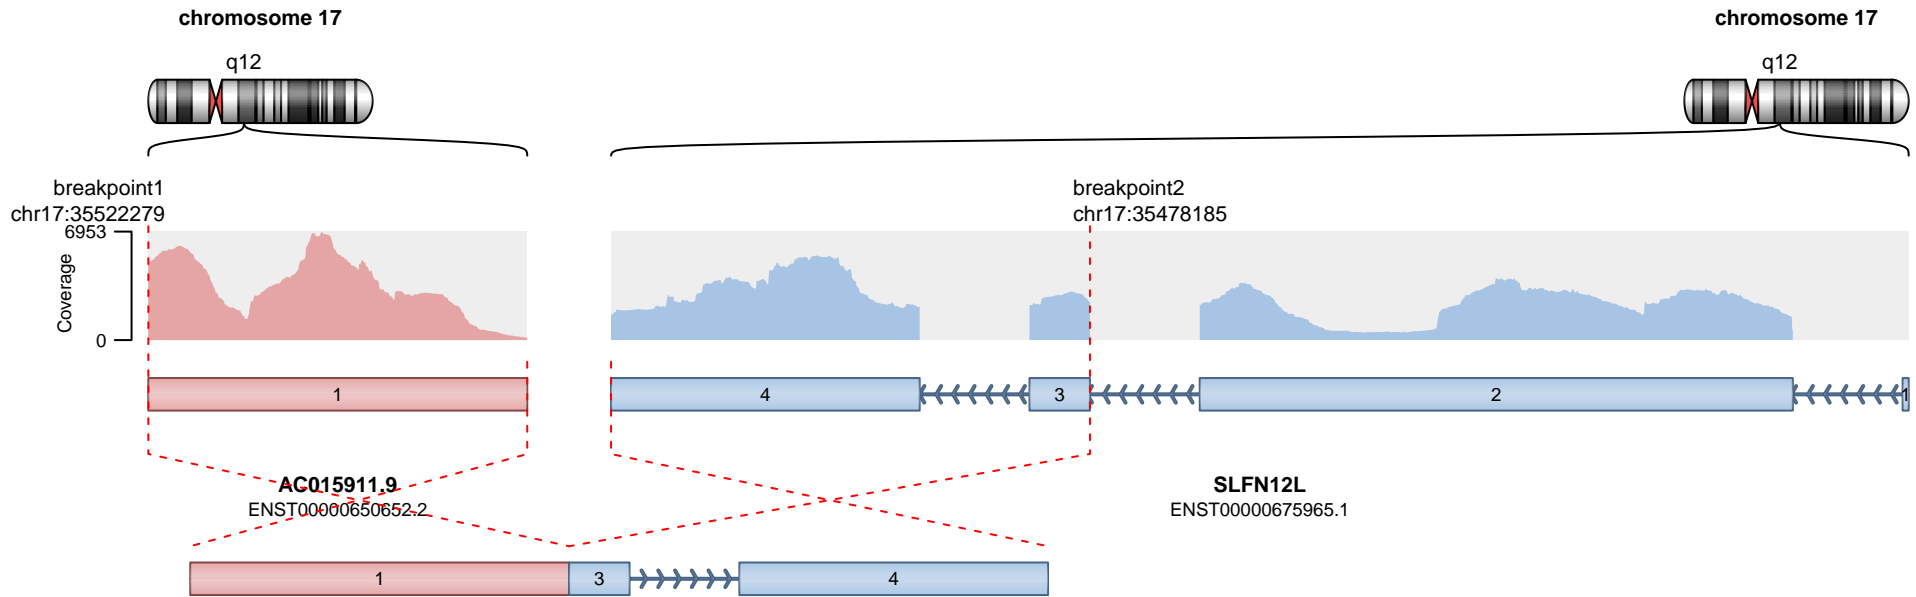 chromosome 17
chromosome 17
q12
q12
breakpoint1
chr17:35522279
breakpoint2
chr17:35478185
6953
Coverage
0
1
4
3
2
1
AC015911.9
ENST00000650652.2
SLFN12L
ENST00000675965.1
1
3
4